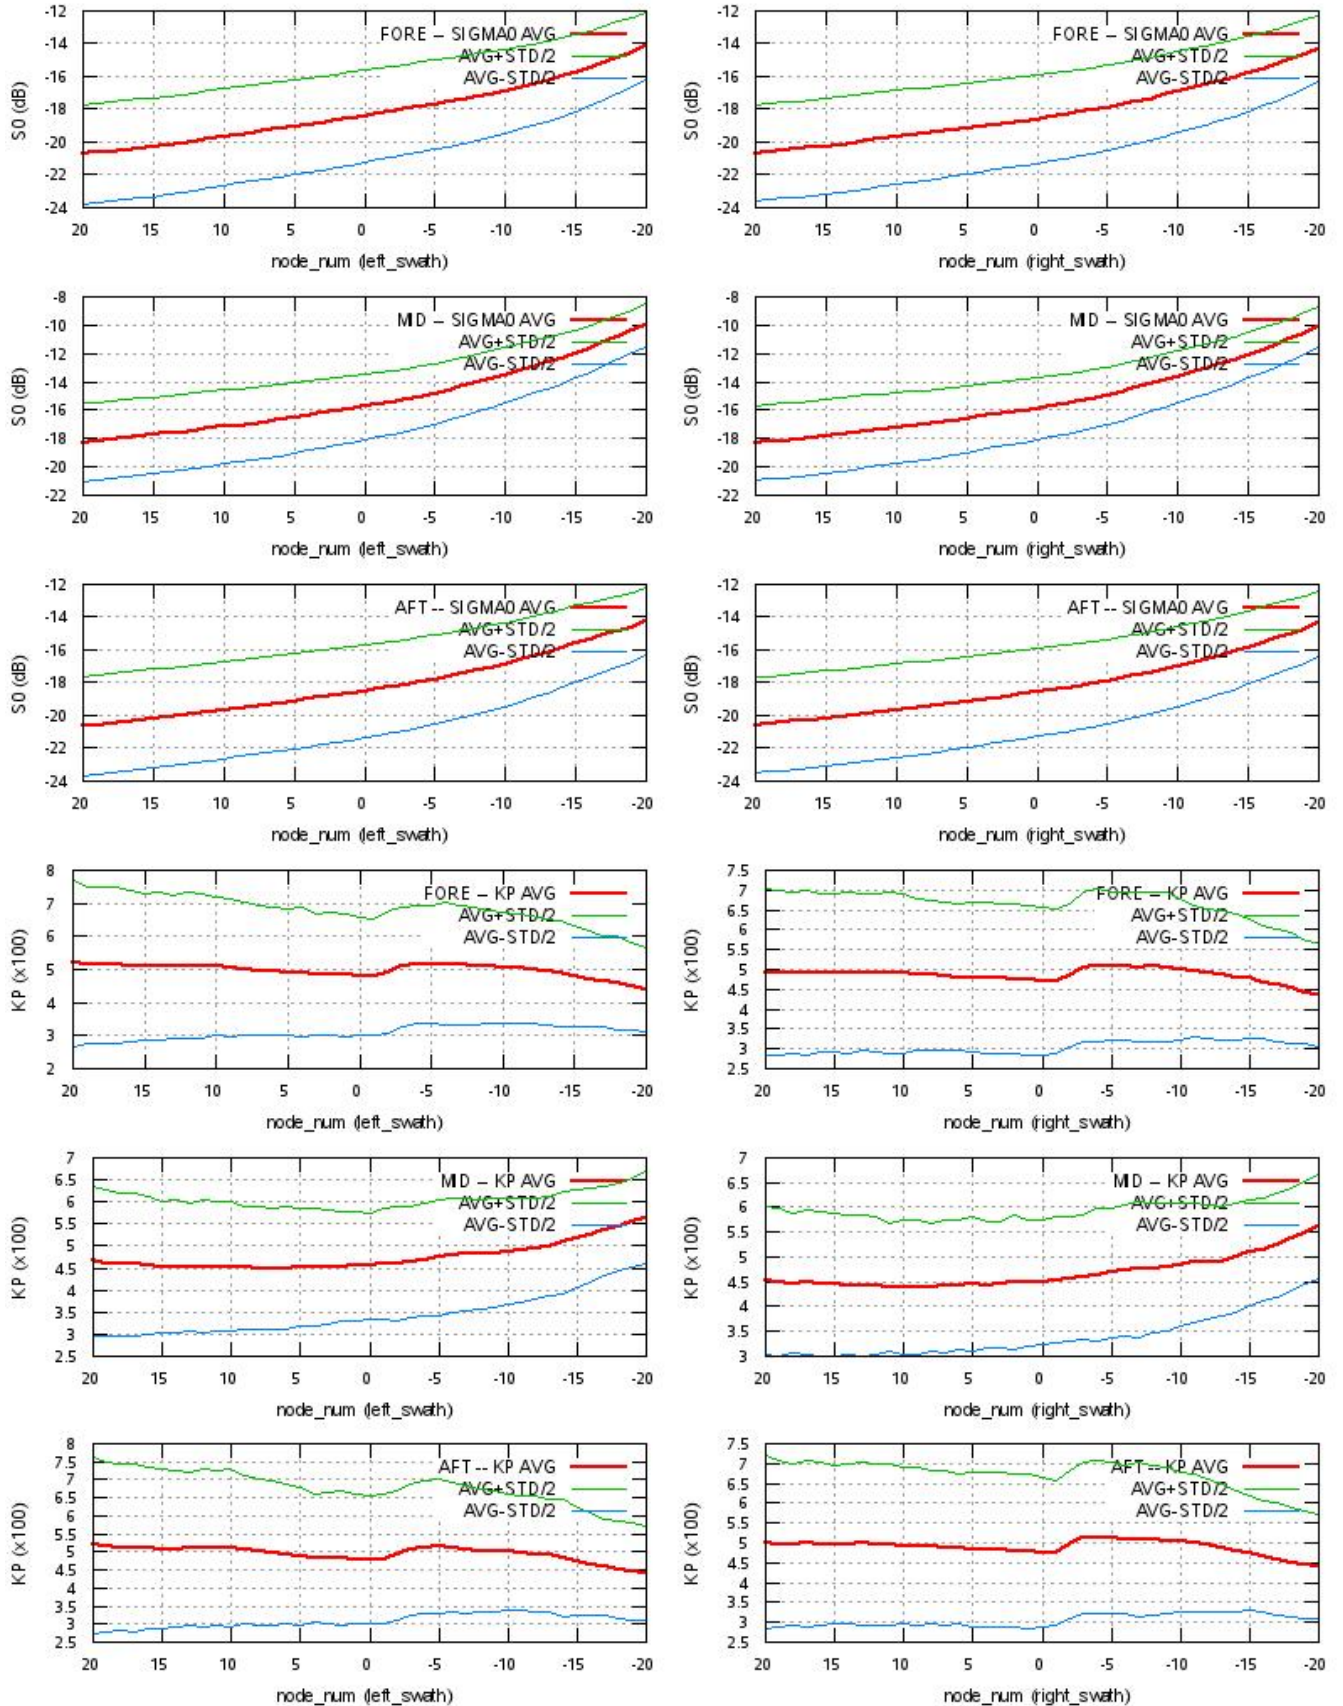 FORE -- SIGMA0 AVG
AVG+STD/2
AVG-STD/2
S0 (dB)
-12
-14
-16
-18
-20
-22
-24
20 15 10 5 0 -5 -10 -15 -20
node_num (left_swath)
FORE -- SIGMA0 AVG
AVG+STD/2
AVG-STD/2
S0 (dB)
-12
-14
-16
-18
-20
-22
-24
20 15 10 5 0 -5 -10 -15 -20
node_num (right_swath)
MID -- SIGMA0 AVG
AVG+STD/2
AVG-STD/2
S0 (dB)
-8
-10
-12
-14
-16
-18
-20
-22
20 15 10 5 0 -5 -10 -15 -20
node_num (left_swath)
MID -- SIGMA0 AVG
AVG+STD/2
AVG-STD/2
S0 (dB)
-8
-10
-12
-14
-16
-18
-20
-22
20 15 10 5 0 -5 -10 -15 -20
node_num (right_swath)
AFT -- SIGMA0 AVG
AVG+STD/2
AVG-STD/2
S0 (dB)
-12
-14
-16
-18
-20
-22
-24
20 15 10 5 0 -5 -10 -15 -20
node_num (left_swath)
AFT -- SIGMA0 AVG
AVG+STD/2
AVG-STD/2
S0 (dB)
-12
-14
-16
-18
-20
-22
-24
20 15 10 5 0 -5 -10 -15 -20
node_num (right_swath)
FORE -- KP AVG
AVG+STD/2
AVG-STD/2
KP (x100)
8
7
6
5
4
3
2
20 15 10 5 0 -5 -10 -15 -20
node_num (left_swath)
FORE -- KP AVG
AVG+STD/2
AVG-STD/2
KP (x100)
7.5
7
6.5
6
5.5
5
4.5
4
3.5
3
2.5
20 15 10 5 0 -5 -10 -15 -20
node_num (right_swath)
MID -- KP AVG
AVG+STD/2
AVG-STD/2
KP (x100)
7
6.5
6
5.5
5
4.5
4
3.5
3
2.5
20 15 10 5 0 -5 -10 -15 -20
node_num (left_swath)
MID -- KP AVG
AVG+STD/2
AVG-STD/2
KP (x100)
7
6.5
6
5.5
5
4.5
4
3.5
3
20 15 10 5 0 -5 -10 -15 -20
node_num (right_swath)
AFT -- KP AVG
AVG+STD/2
AVG-STD/2
KP (x100)
8
7.5
7
6.5
6
5.5
5
4.5
4
3.5
3
2.5
20 15 10 5 0 -5 -10 -15 -20
node_num (left_swath)
AFT -- KP AVG
AVG+STD/2
AVG-STD/2
KP (x100)
7.5
7
6.5
6
5.5
5
4.5
4
3.5
3
2.5
20 15 10 5 0 -5 -10 -15 -20
node_num (right_swath)